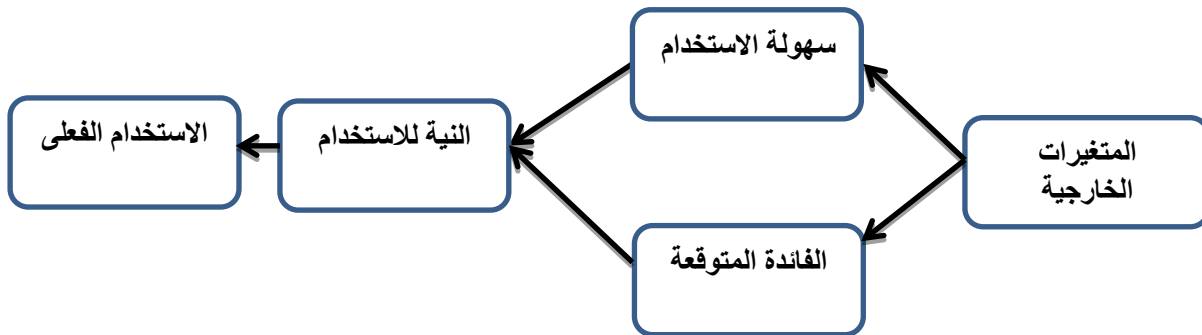 سهولة الاستخدام
المتغيرات
الخارجية
النية للاستخدام
الاستخدام الفعلى
الفائدة المتوقعة